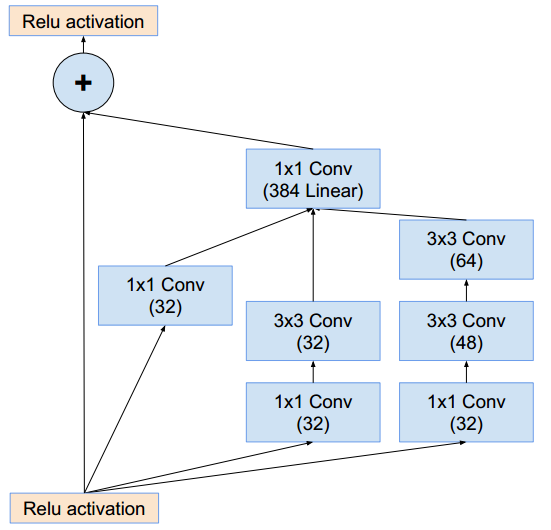 Relu activation
+
1x1 Conv
(384 Linear)
3x3 Conv
(64)
1x1 Conv
(32)
3x3 Conv
(32)
3x3 Conv
(48)
1x1 Conv
(32)
1x1 Conv
(32)
Relu activation